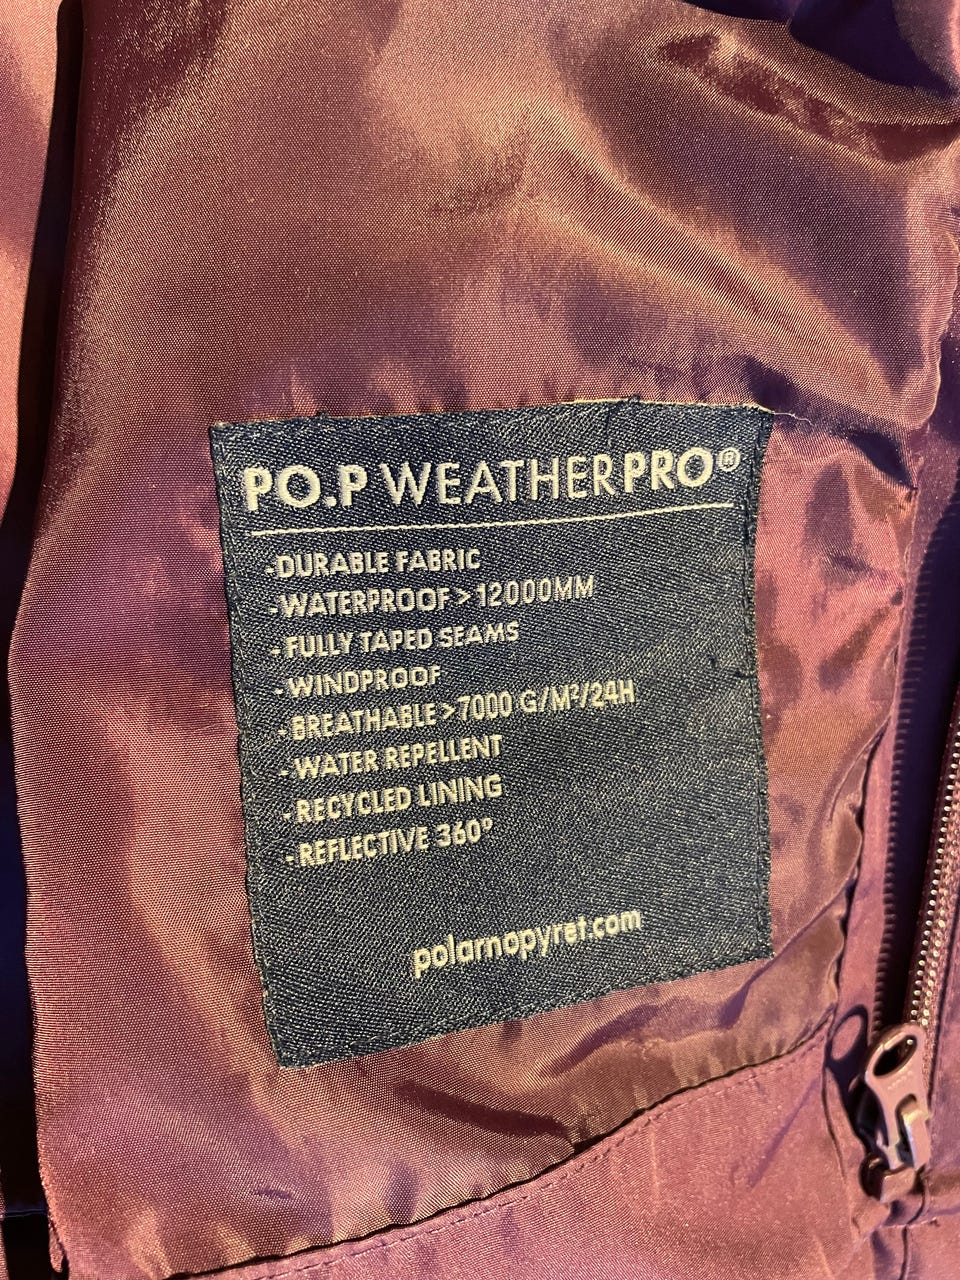 PO.P WEATHERPRO®
-DURABLE FABRIC
-WATERPROOF>12000MM
-FULLY TAPED SEAMS
-WINDPROOF
-BREATHABLE>7000 G/M²/24H
-WATER REPELLENT
-RECYCLED LINING
-REFLECTIVE 360°
polarnopyret.com